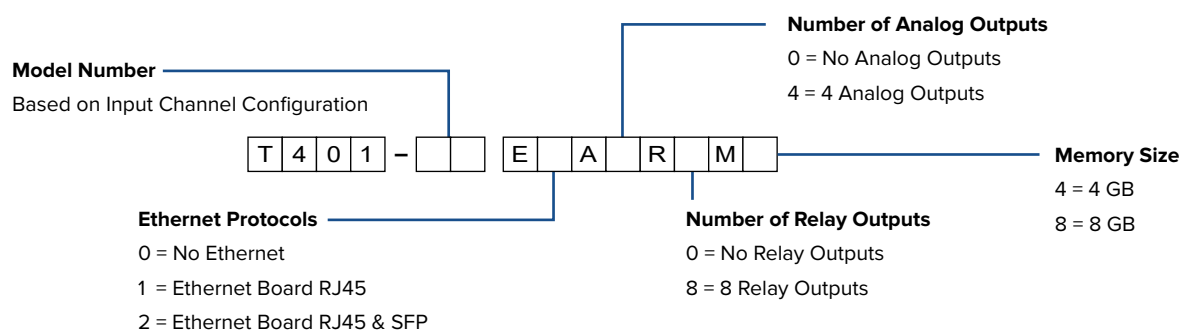 Number of Analog Outputs
0 = No Analog Outputs
4 = 4 Analog Outputs
Model Number
Based on Input Channel Configuration
T 4 0 1 – E A R M
Memory Size
4 = 4 GB
8 = 8 GB
Ethernet Protocols
0 = No Ethernet
1 = Ethernet Board RJ45
2 = Ethernet Board RJ45 & SFP
Number of Relay Outputs
0 = No Relay Outputs
8 = 8 Relay Outputs